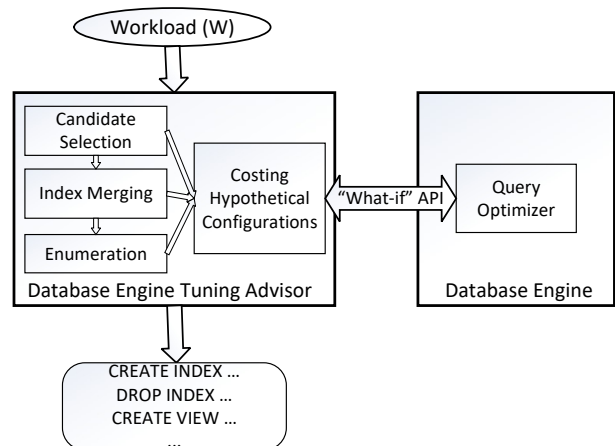 Workload (W)
Candidate
Selection
Index Merging
Enumeration
Costing
Hypothetical
Configurations
Database Engine Tuning Advisor
“What-if” API
Query
Optimizer
Database Engine
CREATE INDEX ...
DROP INDEX ...
CREATE VIEW ...
...